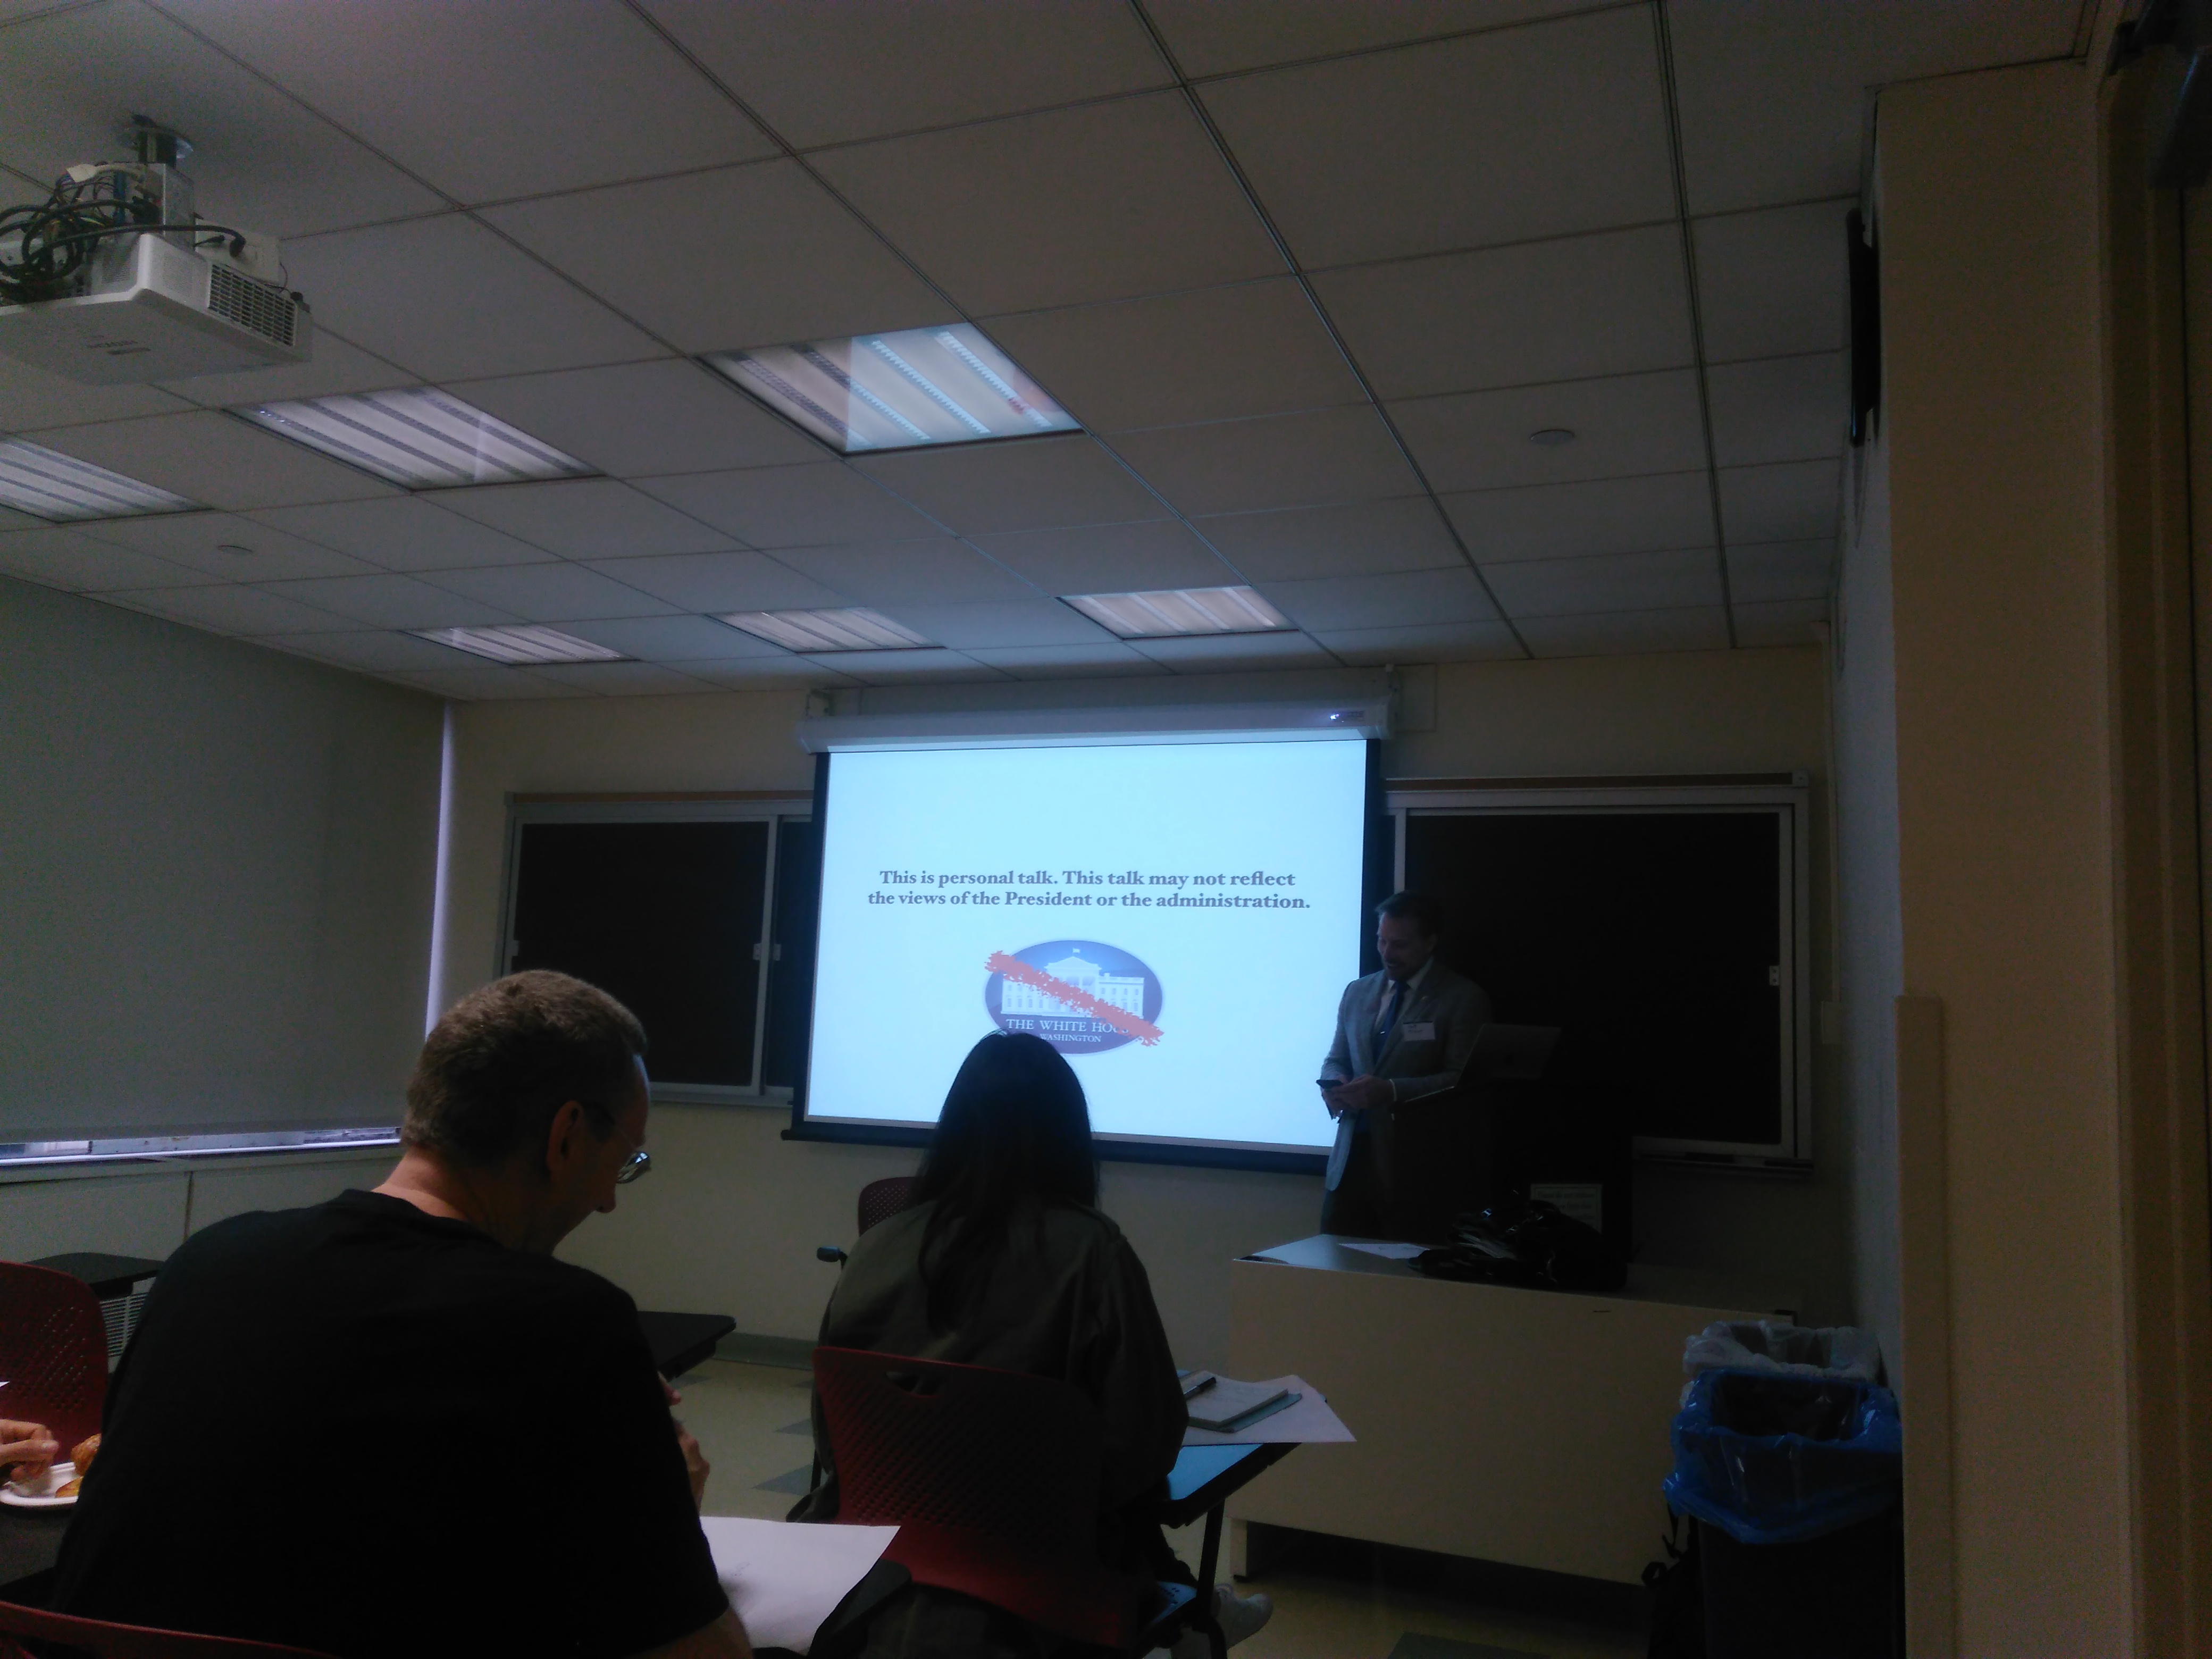 This is personal talk. This talk may not reflect
the views of the President or the administration.
THE WHITE HO
WASHINGTON